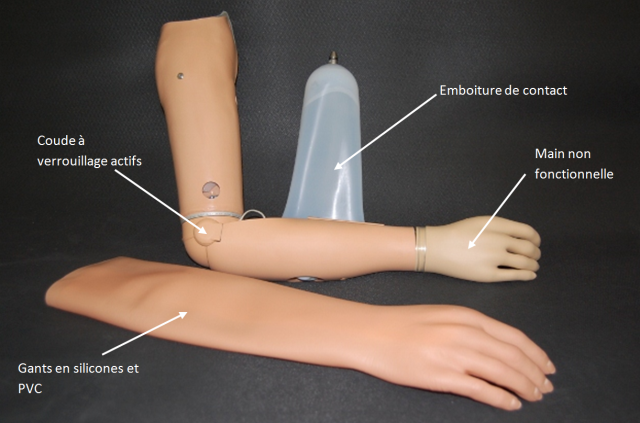 Emboiture de contact
Coude à
verrouillage actifs
Main non
fonctionnelle
Gants en silicones et
PVC